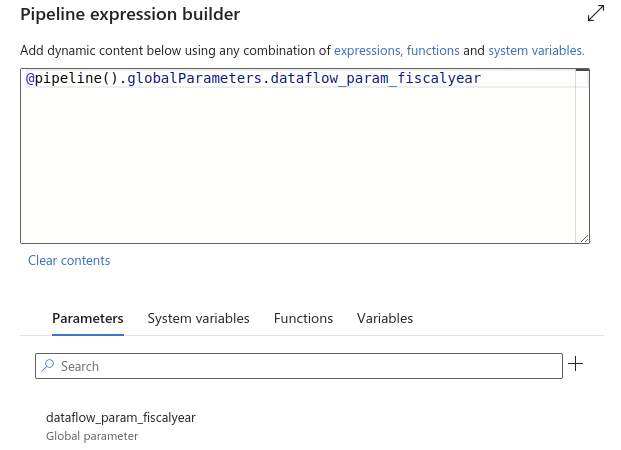 Pipeline expression builder
Add dynamic content below using any combination of expressions, functions and system variables.
@pipeline().globalParameters.dataflow_param_fiscalyear
Clear contents
Parameters System variables Functions Variables
Search
dataflow_param_fiscalyear
Global parameter